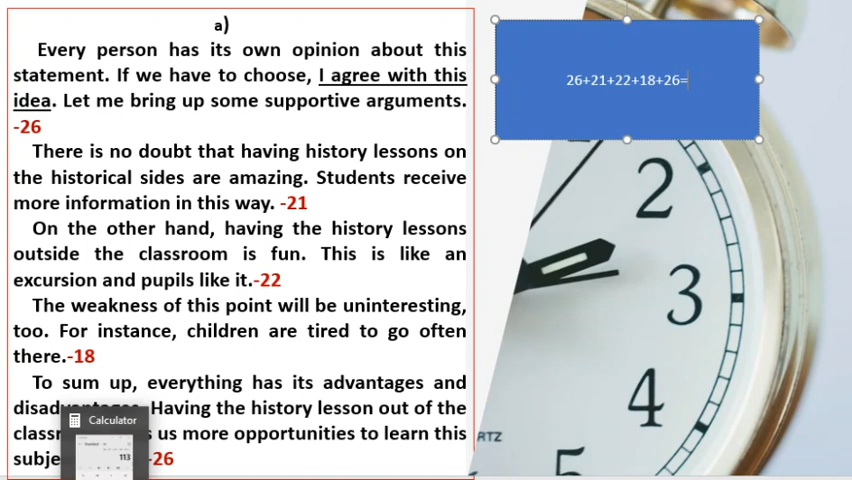 a)
Every person has its own opinion about this
statement. If we have to choose, I agree with this
idea. Let me bring up some supportive arguments.
-26
There is no doubt that having history lessons on
the historical sides are amazing. Students receive
more information in this way. -21
On the other hand, having the history lessons
outside the classroom is fun. This is like an
excursion and pupils like it.-22
The weakness of this point will be uninteresting,
too. For instance, children are tired to go often
there.-18
To sum up, everything has its advantages and
Having the history lesson out of the
us more opportunities to learn this
-26
Calculator
113
26+21+22+18+26=
2
3
4
5
RTZ